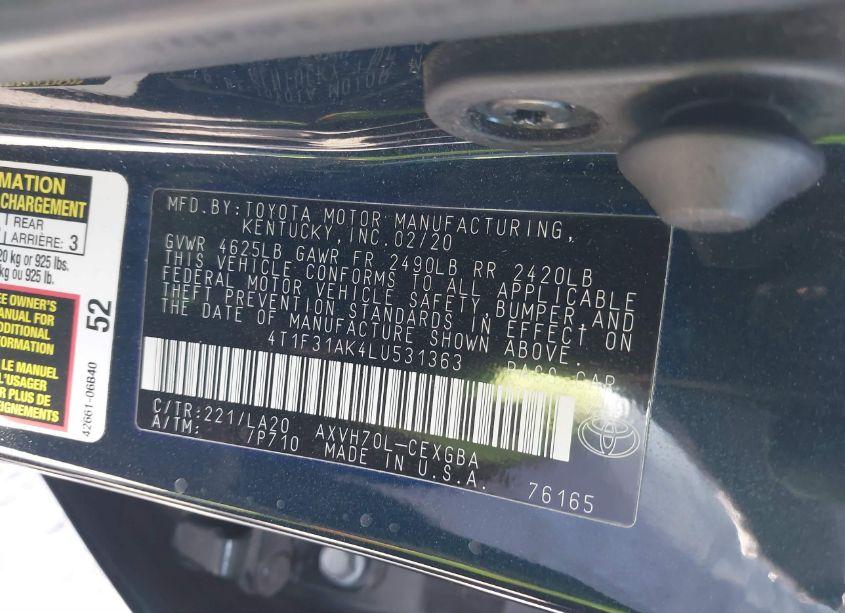 MATION
CHARGEMENT
REAR
ARRIÈRE: 3
20 kg or 925 lbs.
kg ou 925 lb.
EE OWNER'S
MANUAL FOR
ADDITIONAL
INFORMATION
LE MANUEL
L'USAGER
PLUS DE
EIGNEMENTS
52
42661-06B40
MFD.BY:TOYOTA MOTOR MANUFACTURING,
KENTUCKY, INC.02/20
GVWR 4625LB GAWR FR 2490LB RR 2420LB
THIS VEHICLE CONFORMS TO ALL APPLICABLE
FEDERAL MOTOR VEHICLE SAFETY, BUMPER, AND
THEFT PREVENTION STANDARDS IN EFFECT ON
THE DATE OF MANUFACTURE SHOWN ABOVE.
4T1F31AK4LU531363 PASS.CAR
C/TR:221/LA20 AXVH70L-CEXGBA
A/TM: /P710 MADE IN U.S.A.
76165